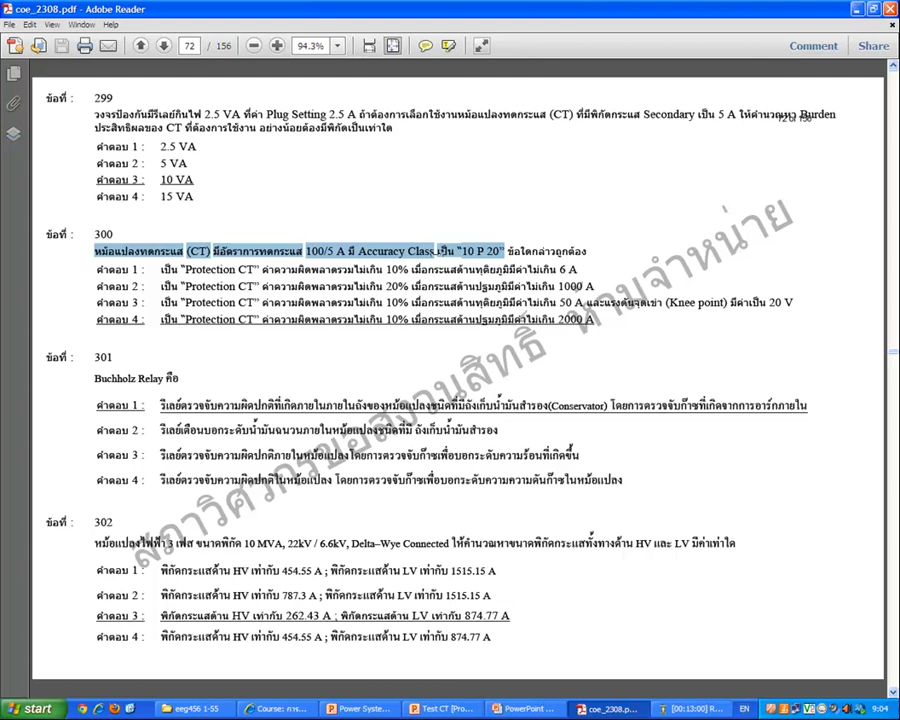 coe_2308.pdf - Adobe Reader
File Edit View Window Help
72 / 156 94.3% Comment Share
ข้อที่ : 299
วงจรป้องกันมีรีเลย์กินไฟ 2.5 VA ที่ค่า Plug Setting 2.5 A ถ้าต้องการเลือกใช้งานหม้อแปลงทดกระแส (CT) ที่มีพิกัดกระแส Secondary เป็น 5 A ให้คำนวณหา Burden
ประสิทธิผลของ CT ที่ต้องการใช้งาน อย่างน้อยต้องมีพิกัดเป็นเท่าใด
คำตอบ 1 : 2.5 VA
คำตอบ 2 : 5 VA
คำตอบ 3 : 10 VA
คำตอบ 4 : 15 VA
ข้อที่ : 300
หม้อแปลงทดกระแส (CT) มีอัตราการทดกระแส 100/5 A มี Accuracy Class เป็น "10 P 20" ข้อใดกล่าวถูกต้อง
คำตอบ 1 : เป็น "Protection CT" ค่าความผิดพลาดรวมไม่เกิน 10% เมื่อกระแสด้านทุติยภูมิมีค่าไม่เกิน 6 A
คำตอบ 2 : เป็น "Protection CT" ค่าความผิดพลาดรวมไม่เกิน 20% เมื่อกระแสด้านปฐมภูมิมีค่าไม่เกิน 1000 A
คำตอบ 3 : เป็น "Protection CT" ค่าความผิดพลาดรวมไม่เกิน 10% เมื่อกระแสด้านทุติยภูมิมีค่าไม่เกิน 50 A และแรงดันจุดเข่า (Knee point) มีค่าเป็น 20 V
คำตอบ 4 : เป็น "Protection CT" ค่าความผิดพลาดรวมไม่เกิน 10% เมื่อกระแสด้านปฐมภูมิมีค่าไม่เกิน 2000 A
ข้อที่ : 301
Buchholz Relay คือ
คำตอบ 1 : รีเลย์ตรวจจับความผิดปกติที่เกิดภายในภายในถังของหม้อแปลงชนิดที่มีถังเก็บน้ำมันสำรอง(Conservator) โดยการตรวจจับก๊าซที่เกิดจากการอาร์กภายใน
คำตอบ 2 : รีเลย์เตือนบอกระดับน้ำมันฉนวนภายในหม้อแปลงชนิดที่มี ถังเก็บน้ำมันสำรอง
คำตอบ 3 : รีเลย์ตรวจจับความผิดปกติภายในหม้อแปลงโดยการตรวจจับก๊าซเพื่อบอกระดับความร้อนที่เกิดขึ้น
คำตอบ 4 : รีเลย์ตรวจจับความผิดปกติในหม้อแปลง โดยการตรวจจับก๊าซเพื่อบอกระดับความความดันก๊าซในหม้อแปลง
ข้อที่ : 302
หม้อแปลงไฟฟ้า 3 เฟส ขนาดพิกัด 10 MVA, 22kV / 6.6kV, Delta–Wye Connected ให้คำนวณหาขนาดพิกัดกระแสทั้งทางด้าน HV และ LV มีค่าเท่าใด
คำตอบ 1 : พิกัดกระแสด้าน HV เท่ากับ 454.55 A ; พิกัดกระแสด้าน LV เท่ากับ 1515.15 A
คำตอบ 2 : พิกัดกระแสด้าน HV เท่ากับ 787.3 A ; พิกัดกระแสด้าน LV เท่ากับ 1515.15 A
คำตอบ 3 : พิกัดกระแสด้าน HV เท่ากับ 262.43 A ; พิกัดกระแสด้าน LV เท่ากับ 874.77 A
คำตอบ 4 : พิกัดกระแสด้าน HV เท่ากับ 454.55 A ; พิกัดกระแสด้าน LV เท่ากับ 874.77 A
สภาวิศวกรขอสงวนสิทธิ์ ห้ามจำหน่าย
start eeg456 1-55 Course: การ... Power Syste... Test CT [Pro... PowerPoint ... coe_2308.p... [00:13:00] R... EN 9:04